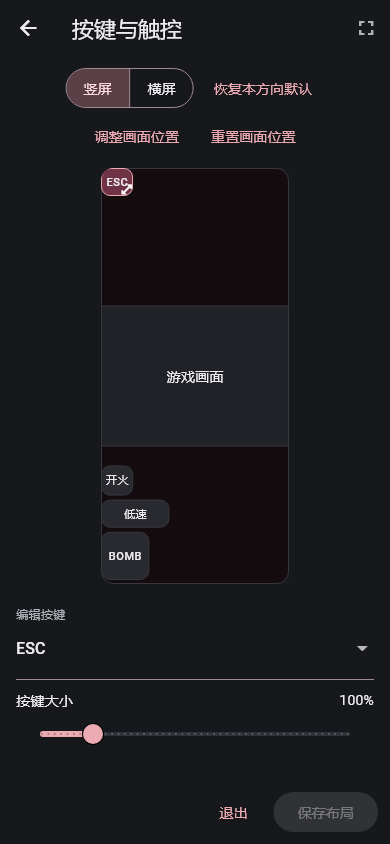 按键与触控
竖屏 横屏 恢复本方向默认
调整画面位置 重置画面位置
ESC
游戏画面
开火
低速
BOMB
编辑按键
ESC
按键大小 100%
退出 保存布局